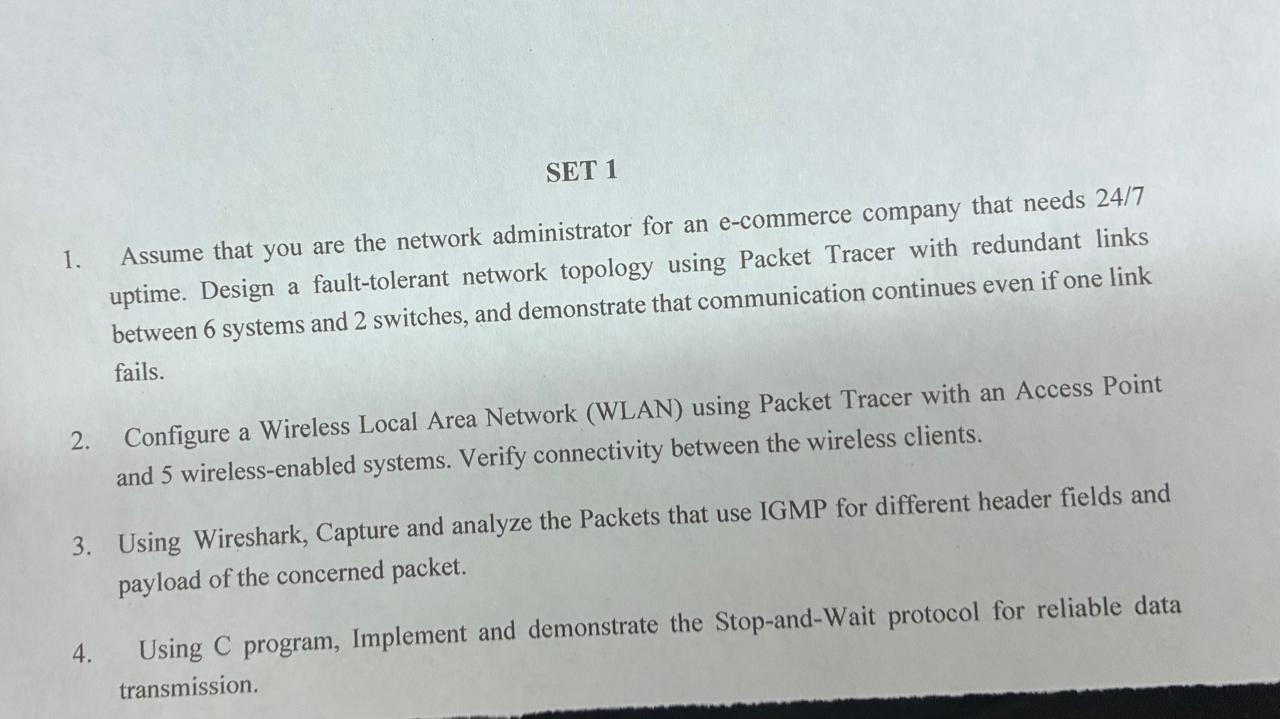 SET 1
1. Assume that you are the network administrator for an e-commerce company that needs 24/7
uptime. Design a fault-tolerant network topology using Packet Tracer with redundant links
between 6 systems and 2 switches, and demonstrate that communication continues even if one link
fails.
2. Configure a Wireless Local Area Network (WLAN) using Packet Tracer with an Access Point
and 5 wireless-enabled systems. Verify connectivity between the wireless clients.
3. Using Wireshark, Capture and analyze the Packets that use IGMP for different header fields and
payload of the concerned packet.
4. Using C program, Implement and demonstrate the Stop-and-Wait protocol for reliable data
transmission.